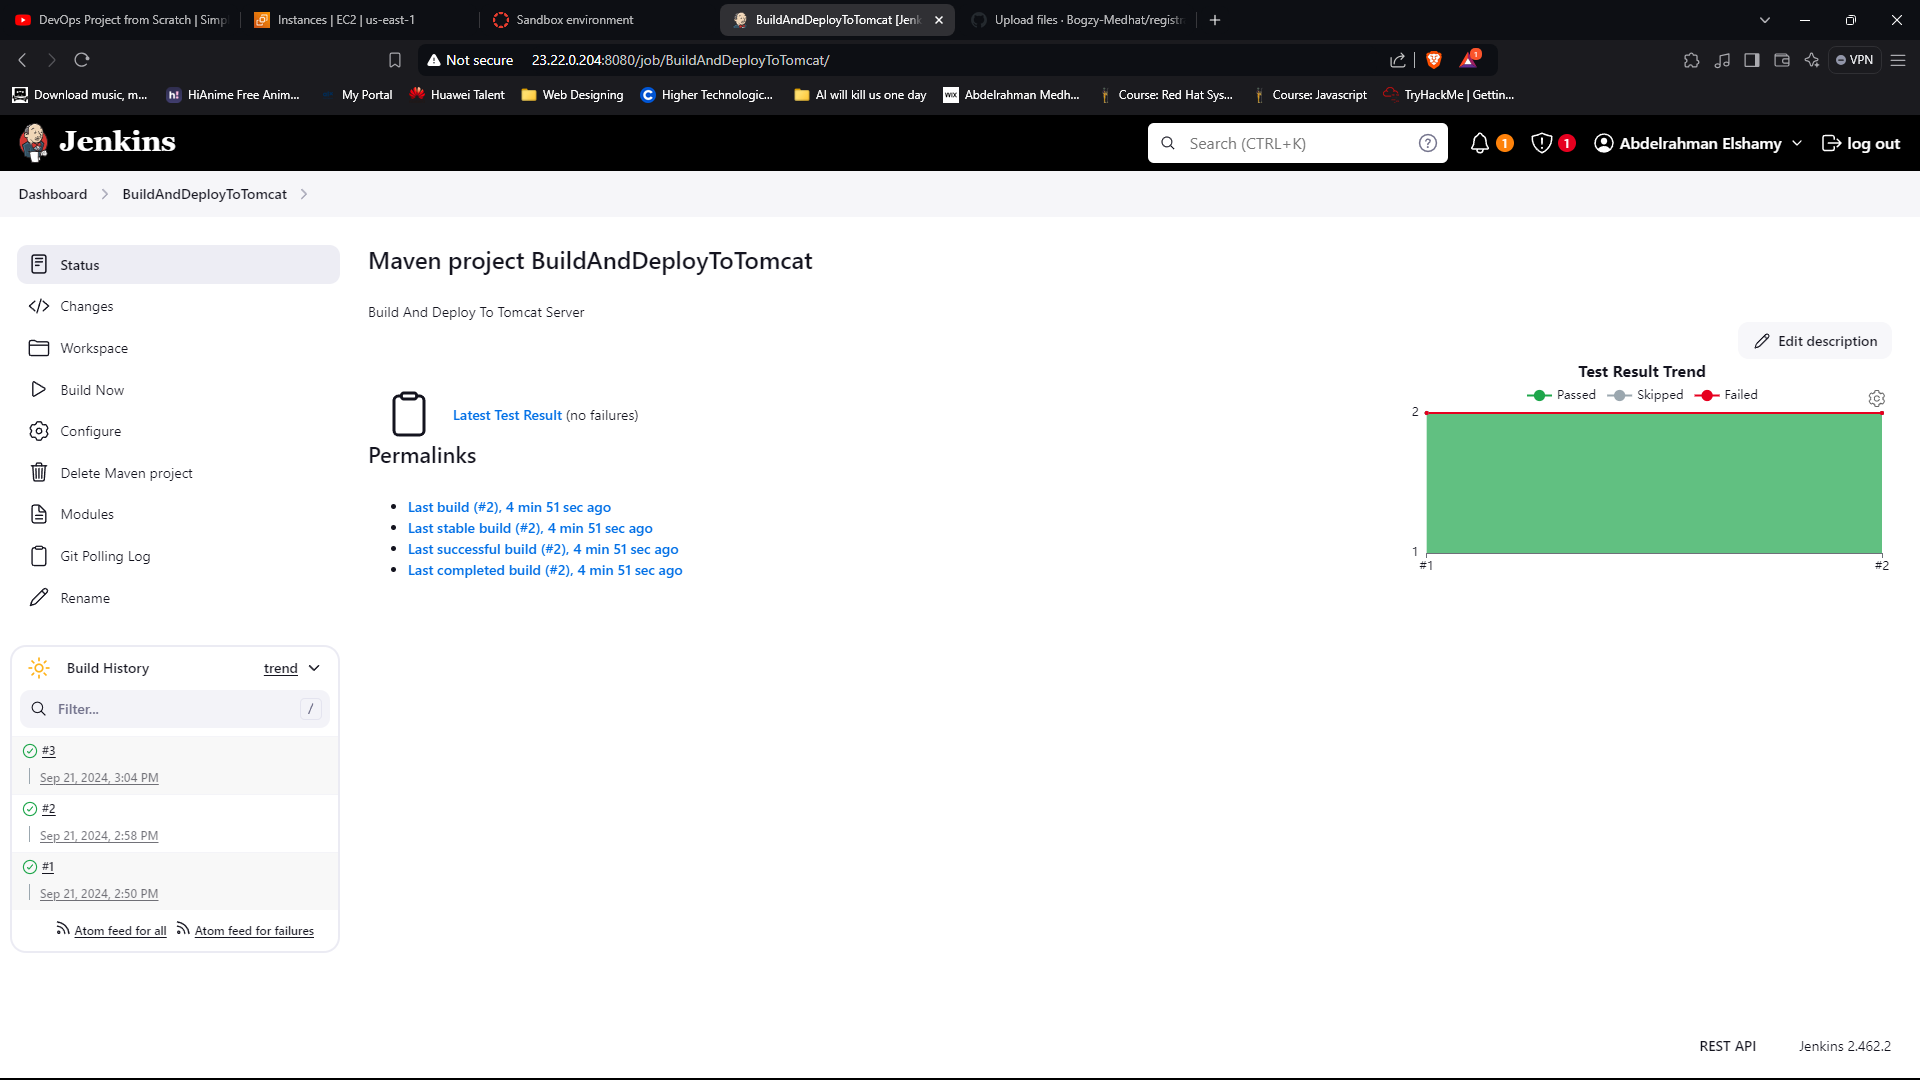 DevOps Project from Scratch | Simp
Instances | EC2 | us-east-1
Sandbox environment
BuildAndDeployToTomcat [Jenk
Upload files · Bogzy-Medhat/registr
Not secure 23.22.0.204:8080/job/BuildAndDeployToTomcat/
1
VPN
Download music, m...
HiAnime Free Anim...
My Portal
Huawei Talent
Web Designing
Higher Technologic...
AI will kill us one day
WIX Abdelrahman Medh...
Course: Red Hat Sys...
Course: Javascript
TryHackMe | Gettin...
Jenkins
Search (CTRL+K)
1
1
Abdelrahman Elshamy
log out
Dashboard
BuildAndDeployToTomcat
Status
Changes
Workspace
Build Now
Configure
Delete Maven project
Modules
Git Polling Log
Rename
Build History
trend
Filter...
/
#3
Sep 21, 2024, 3:04 PM
#2
Sep 21, 2024, 2:58 PM
#1
Sep 21, 2024, 2:50 PM
Atom feed for all
Atom feed for failures
Maven project BuildAndDeployToTomcat
Build And Deploy To Tomcat Server
Edit description
Latest Test Result (no failures)
Permalinks
Last build (#2), 4 min 51 sec ago
Last stable build (#2), 4 min 51 sec ago
Last successful build (#2), 4 min 51 sec ago
Last completed build (#2), 4 min 51 sec ago
Test Result Trend
Passed
Skipped
Failed
2
1
#1
#2
REST API
Jenkins 2.462.2